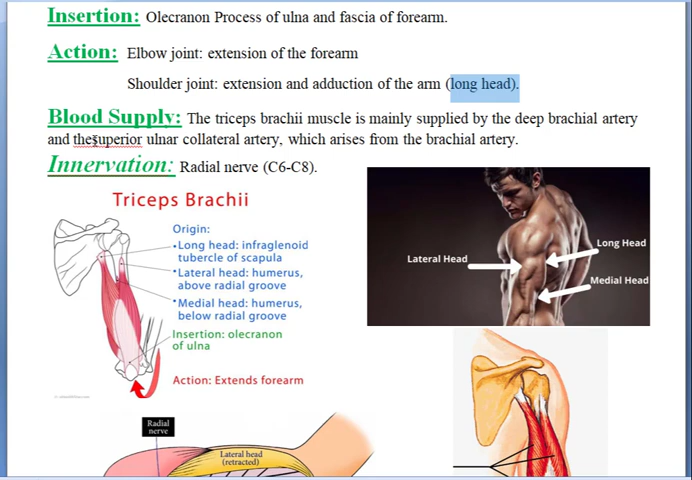 Insertion: Olecranon Process of ulna and fascia of forearm.
Action: Elbow joint: extension of the forearm
Shoulder joint: extension and adduction of the arm (long head).
Blood Supply: The triceps brachii muscle is mainly supplied by the deep brachial artery
and thesuperior ulnar collateral artery, which arises from the brachial artery.
Innervation: Radial nerve (C6-C8).
Triceps Brachii
Origin:
•Long head: infraglenoid
tubercle of scapula
•Lateral head: humerus,
above radial groove
•Medial head: humerus,
below radial groove
Insertion: olecranon
of ulna
Action: Extends forearm
Lateral Head
Long Head
Medial Head
Radial
nerve
Lateral head
(retracted)